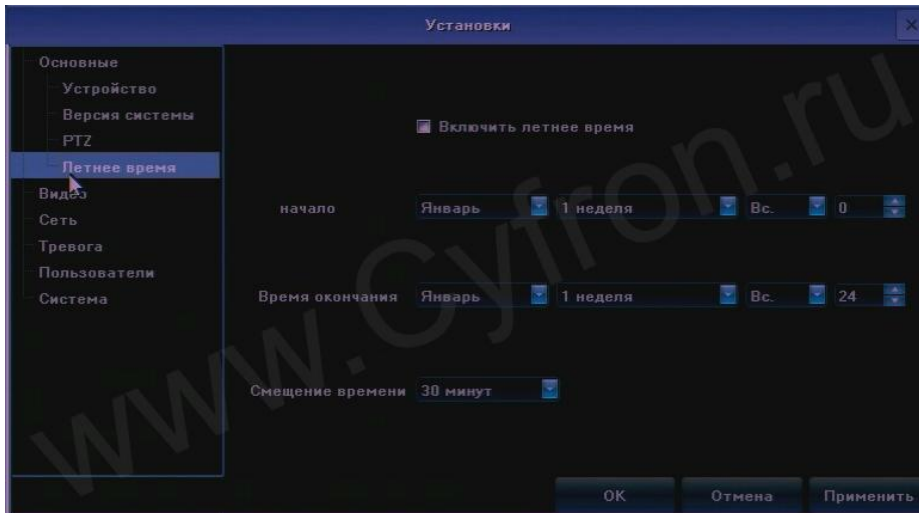 Установки
Основные
Устройство
Версия системы
PTZ
Летнее время
Видео
Сеть
Тревога
Пользователи
Система
Включить летнее время
начало Январь 1 неделя Вс. 0
Время окончания Январь 1 неделя Вс. 24
Смещение времени 30 минут
OK Отмена Применить
www.Cyfron.ru